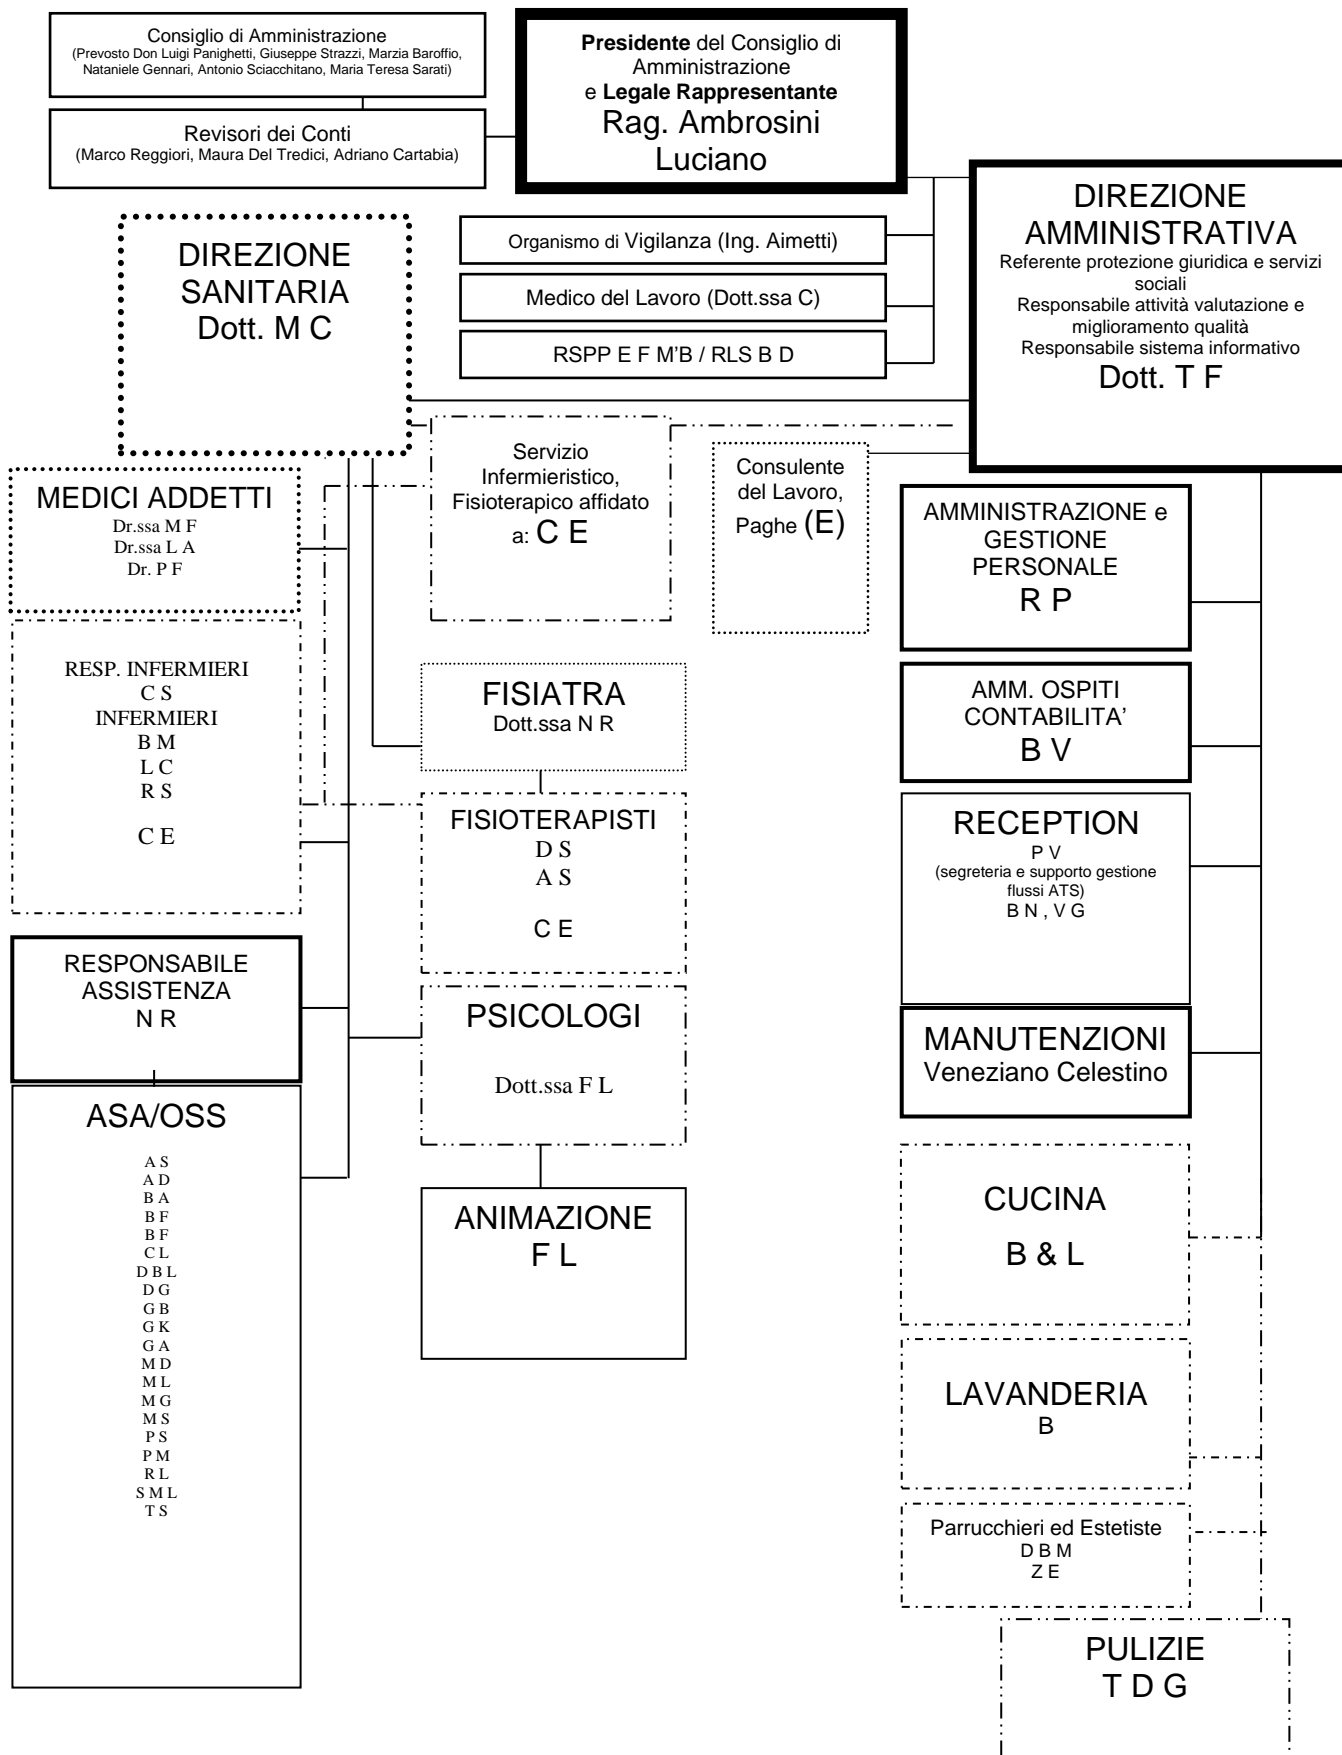 Consiglio di Amministrazione
(Prevosto Don Luigi Panighetti, Giuseppe Strazzi, Marzia Baroffio,
Nataniele Gennari, Antonio Sciacchitano, Maria Teresa Sarati)
Revisori dei Conti
(Marco Reggiori, Maura Del Tredici, Adriano Cartabia)
Presidente del Consiglio di
Amministrazione
e Legale Rappresentante
Rag. Ambrosini
Luciano
DIREZIONE
AMMINISTRATIVA
Referente protezione giuridica e servizi
sociali
Responsabile attività valutazione e
miglioramento qualità
Responsabile sistema informativo
Dott. T F
Organismo di Vigilanza (Ing. Aimetti)
Medico del Lavoro (Dott.ssa C)
RSPP E F M'B / RLS B D
DIREZIONE
SANITARIA
Dott. M C
Servizio
Infermieristico,
Fisioterapico affidato
a: C E
Consulente
del Lavoro,
Paghe (E)
MEDICI ADDETTI
Dr.ssa M F
Dr.ssa L A
Dr. P F
RESP. INFERMIERI
C S
INFERMIERI
B M
L C
R S
C E
RESPONSABILE
ASSISTENZA
N R
ASA/OSS
A S
A D
B A
B F
B F
C L
D B L
D G
G B
G K
G A
M D
M L
M G
M S
P S
P M
R L
S M L
T S
FISIATRA
Dott.ssa N R
FISIOTERAPISTI
D S
A S
C E
PSICOLOGI
Dott.ssa F L
ANIMAZIONE
F L
AMMINISTRAZIONE e
GESTIONE
PERSONALE
R P
AMM. OSPITI
CONTABILITA'
B V
RECEPTION
P V
(segreteria e supporto gestione
flussi ATS)
B N , V G
MANUTENZIONI
Veneziano Celestino
CUCINA
B & L
LAVANDERIA
B
Parrucchieri ed Estetiste
D B M
Z E
PULIZIE
T D G